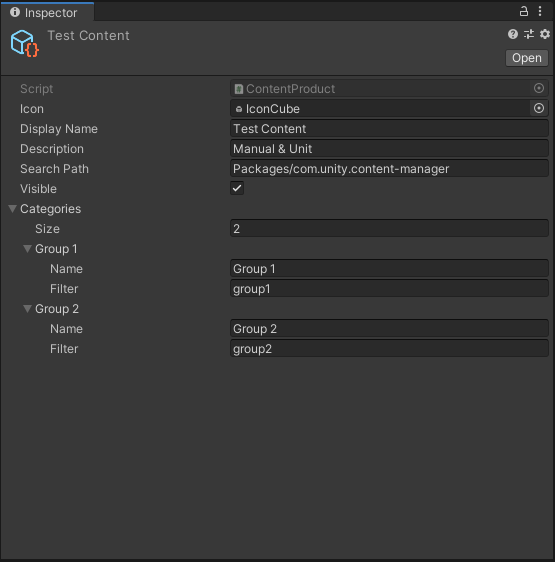 Inspector
Test Content
Open
Script ContentProduct
Icon IconCube
Display Name Test Content
Description Manual & Unit
Search Path Packages/com.unity.content-manager
Visible
Categories
Size 2
Group 1
Name Group 1
Filter group1
Group 2
Name Group 2
Filter group2